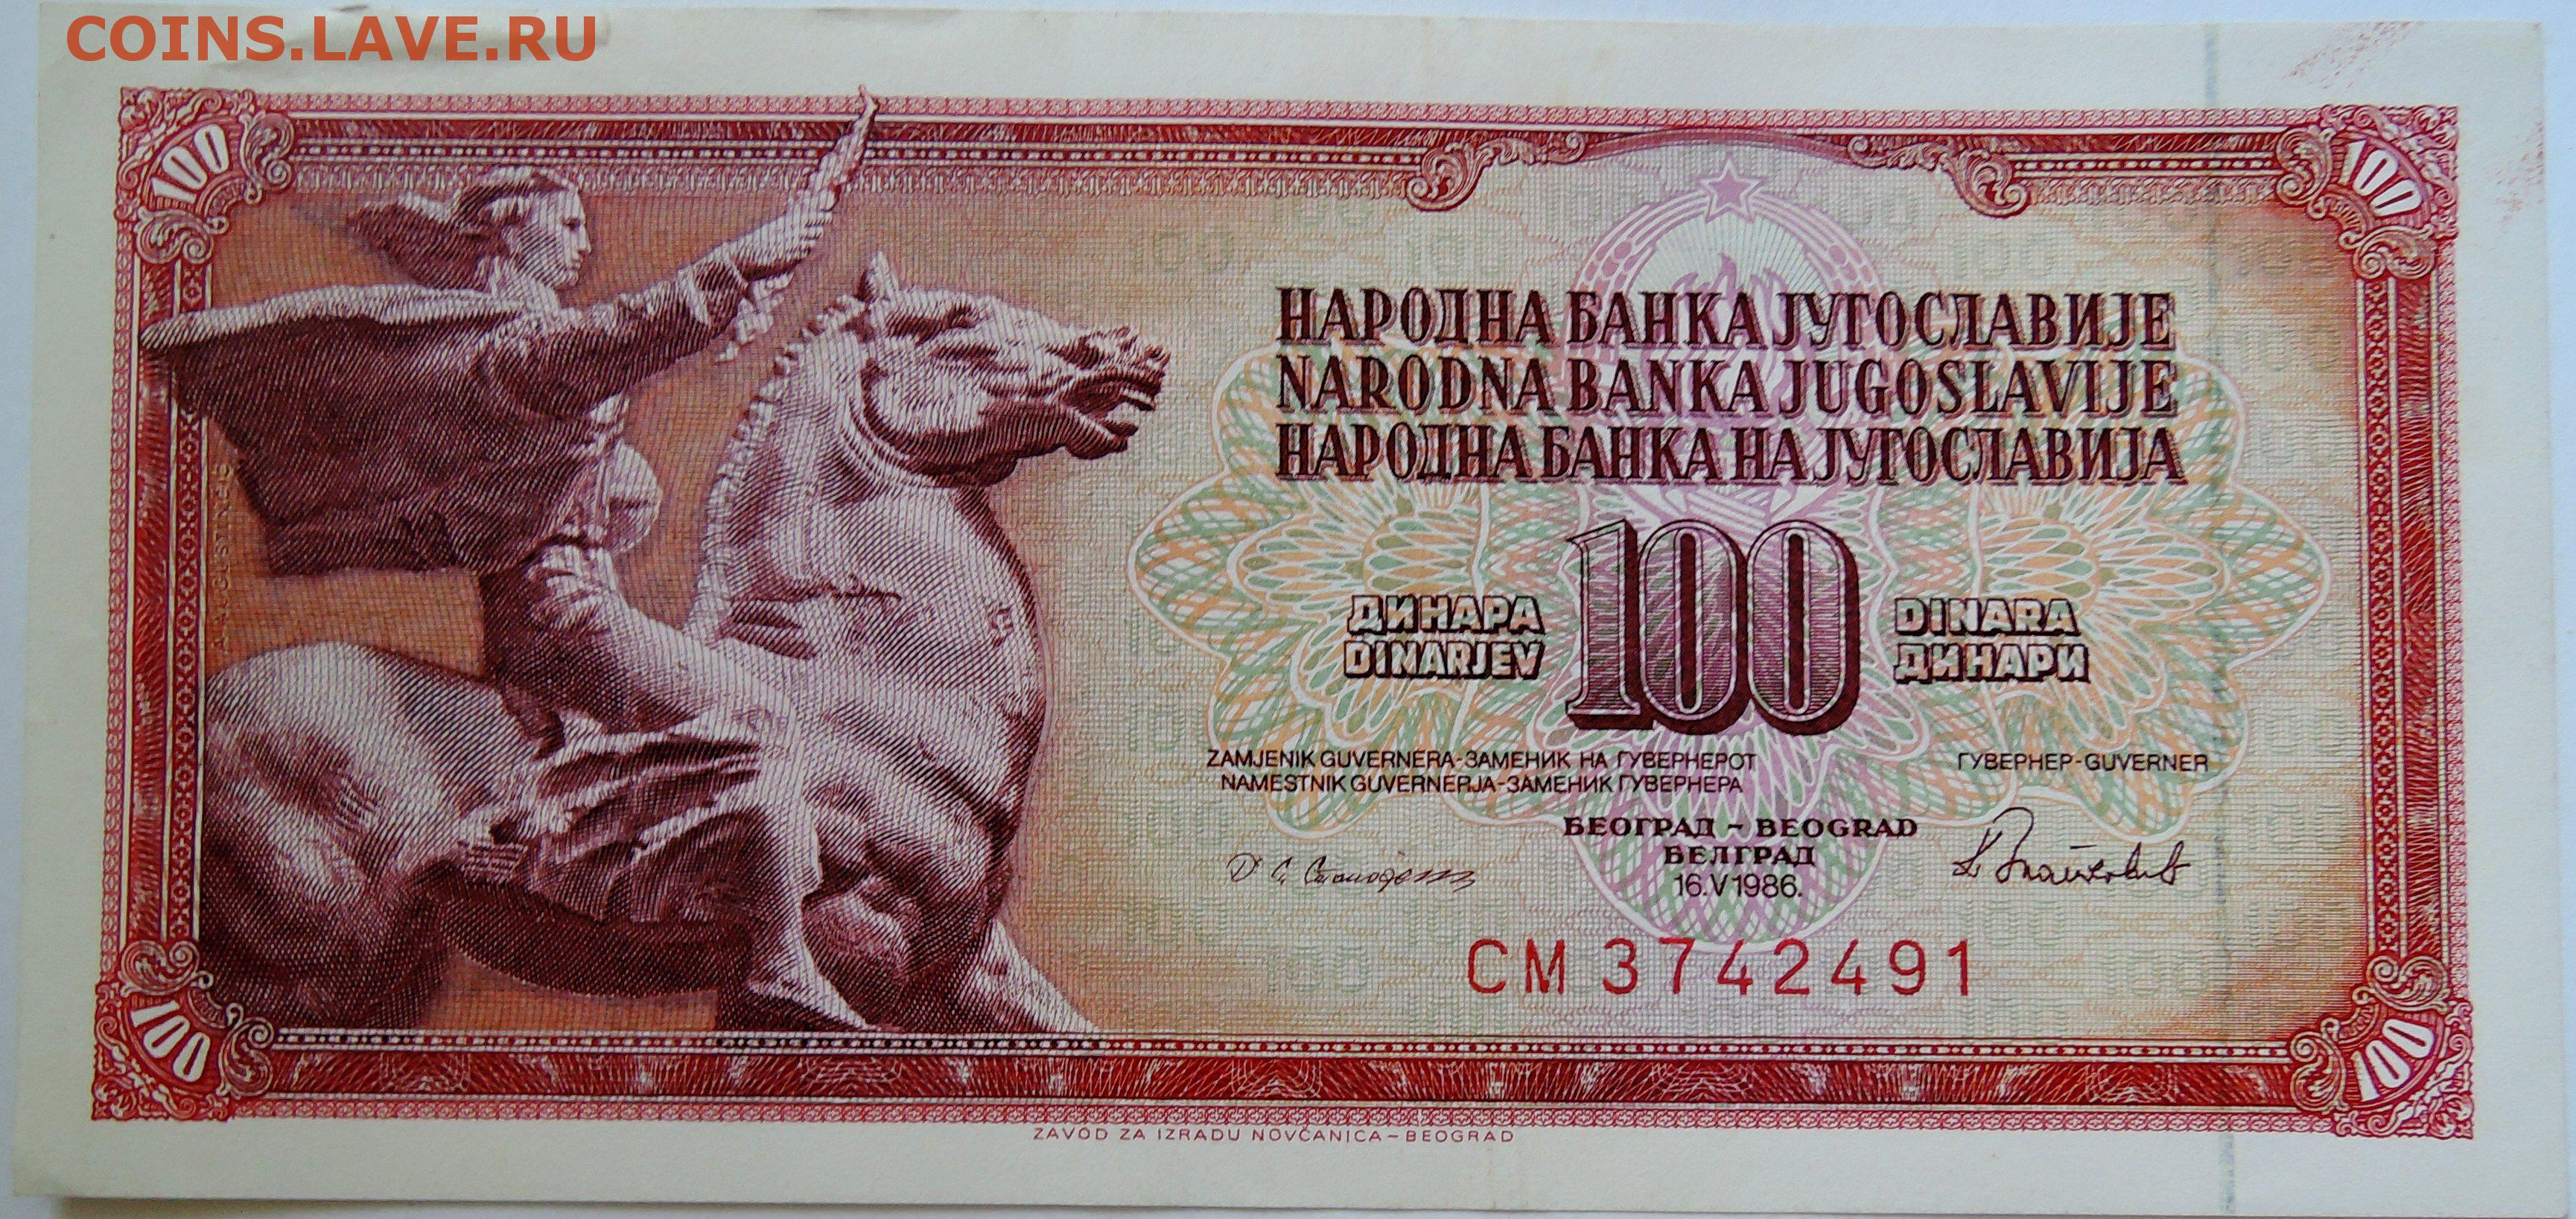 COINS.LAVE.RU
100
100
НАРОДНА БАНКА ЈУГОСЛАВИЈЕ
NARODNA BANKA JUGOSLAVIJE
НАРОДНА БАНКА НА ЈУГОСЛАВИЈА
100
ДИНАРА
DINARJEV
DINARA
ДИНАРИ
ZAMJENIK GUVERNERA-ЗАМЕНИК НА ГУВЕРНЕРОТ
NAMESTNIK GUVERNERJA-ЗАМЕНИК ГУВЕРНЕРА
ГУВЕРНЕР-GUVERNER
БЕОГРАД - BEOGRAD
БЕЛГРАД
16.V 1986.
СМ 3742491
100
100
ZAVOD ZA IZRADU NOVČANICA-BEOGRAD